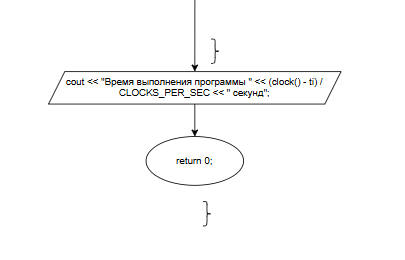 }
cout << "Время выполнения программы " << (clock() - ti) /
CLOCKS_PER_SEC << " секунд";
return 0;
}